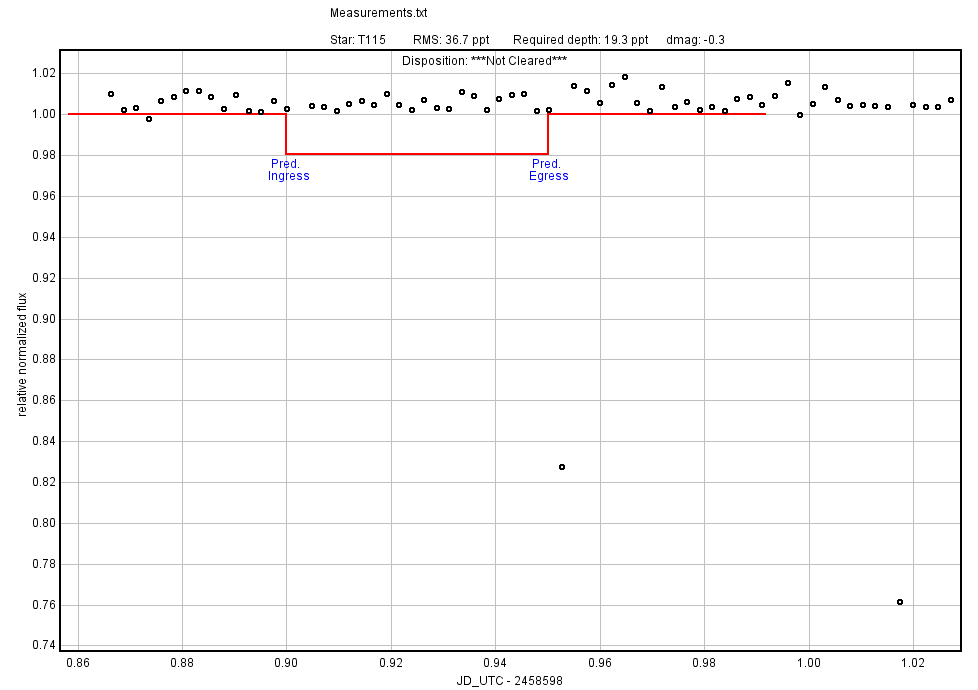 Measurements.txt
Star: T115 RMS: 36.7 ppt Required depth: 19.3 ppt dmag: -0.3
Disposition: ***Not Cleared***
1.02
1.00
0.98
0.96
0.94
0.92
0.90
0.88
0.86
0.84
0.82
0.80
0.78
0.76
0.74
relative normalized flux
Pred.
Ingress
Pred.
Egress
0.86 0.88 0.90 0.92 0.94 0.96 0.98 1.00 1.02
JD_UTC - 2458598